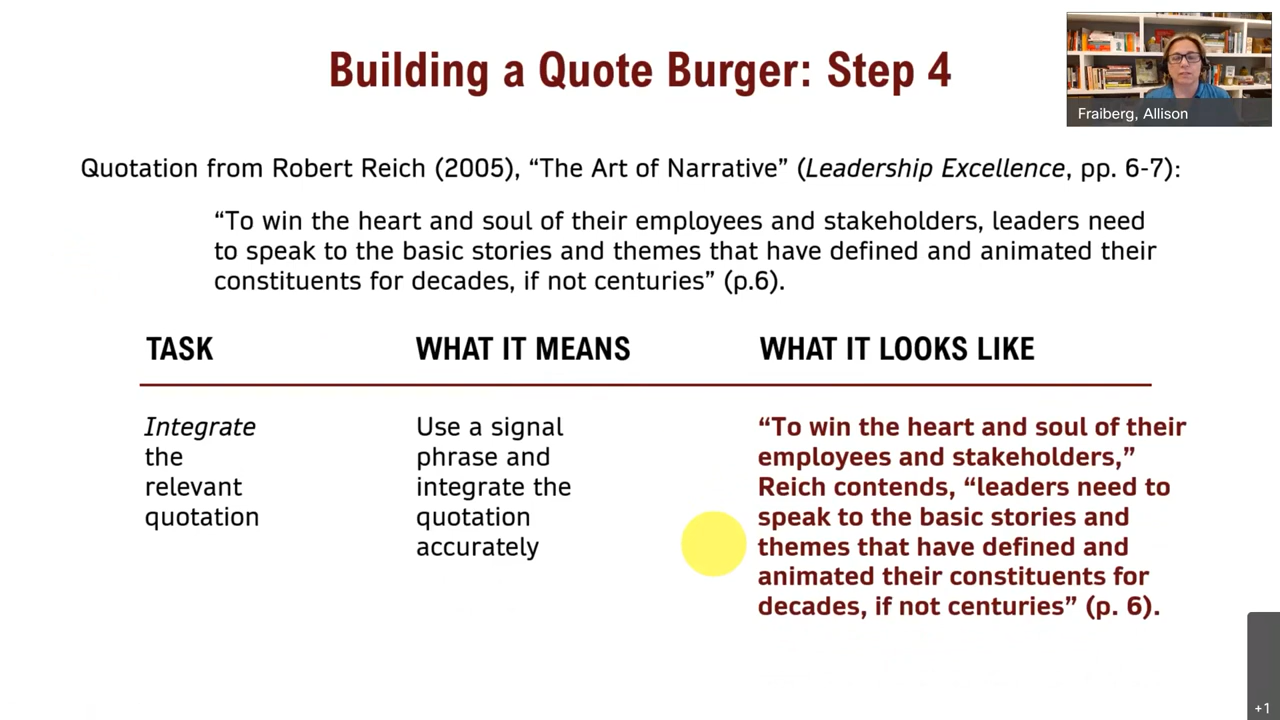 Building a Quote Burger: Step 4
Fraiberg, Allison
Quotation from Robert Reich (2005), “The Art of Narrative” (Leadership Excellence, pp. 6-7):
“To win the heart and soul of their employees and stakeholders, leaders need
to speak to the basic stories and themes that have defined and animated their
constituents for decades, if not centuries” (p.6).
TASK
WHAT IT MEANS
WHAT IT LOOKS LIKE
Integrate
the
relevant
quotation
Use a signal
phrase and
integrate the
quotation
accurately
“To win the heart and soul of their
employees and stakeholders,”
Reich contends, “leaders need to
speak to the basic stories and
themes that have defined and
animated their constituents for
decades, if not centuries” (p. 6).
+1